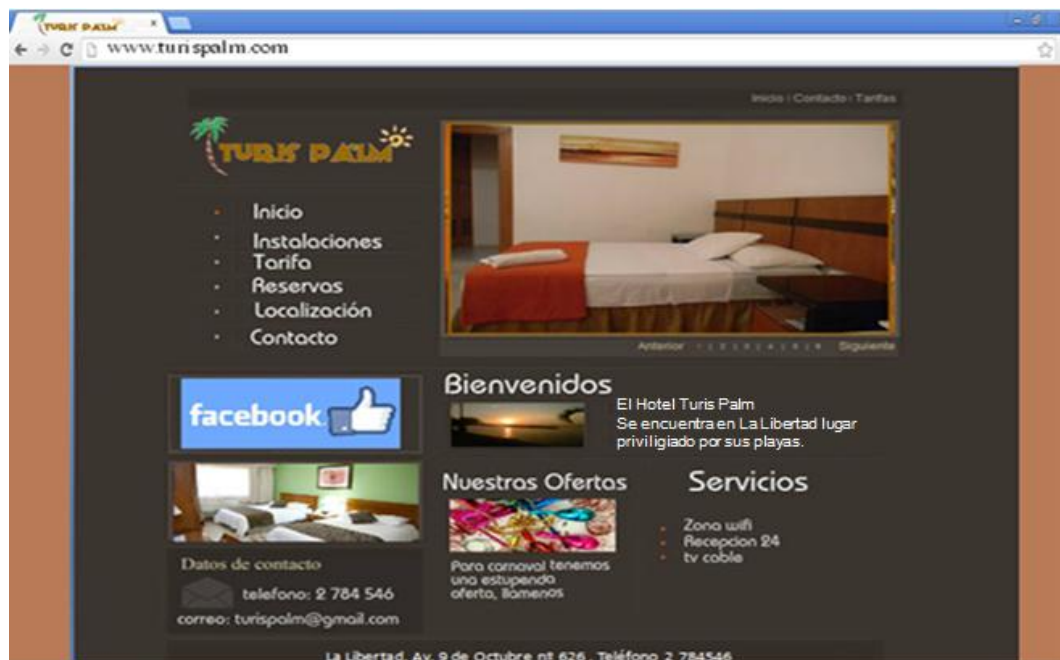 TURIS PALM
www.turispalm.com
Inicio | Contacto | Tarifas
TURIS PALM
Inicio
Instalaciones
Tarifa
Reservas
Localización
Contacto
Anterior
Siguiente
facebook
Bienvenidos
El Hotel Turis Palm
Se encuentra en La Libertad lugar
priviligiado por sus playas.
Nuestras Ofertas
Para carnaval tenemos
una estupenda
oferta, llámenos
Servicios
Zona wifi
Recepcion 24
tv cable
Datos de contacto
telefono: 2 784 546
correo: turispalm@gmail.com
La Libertad, Av. 9 de Octubre nº 626 . Teléfono 2 784546